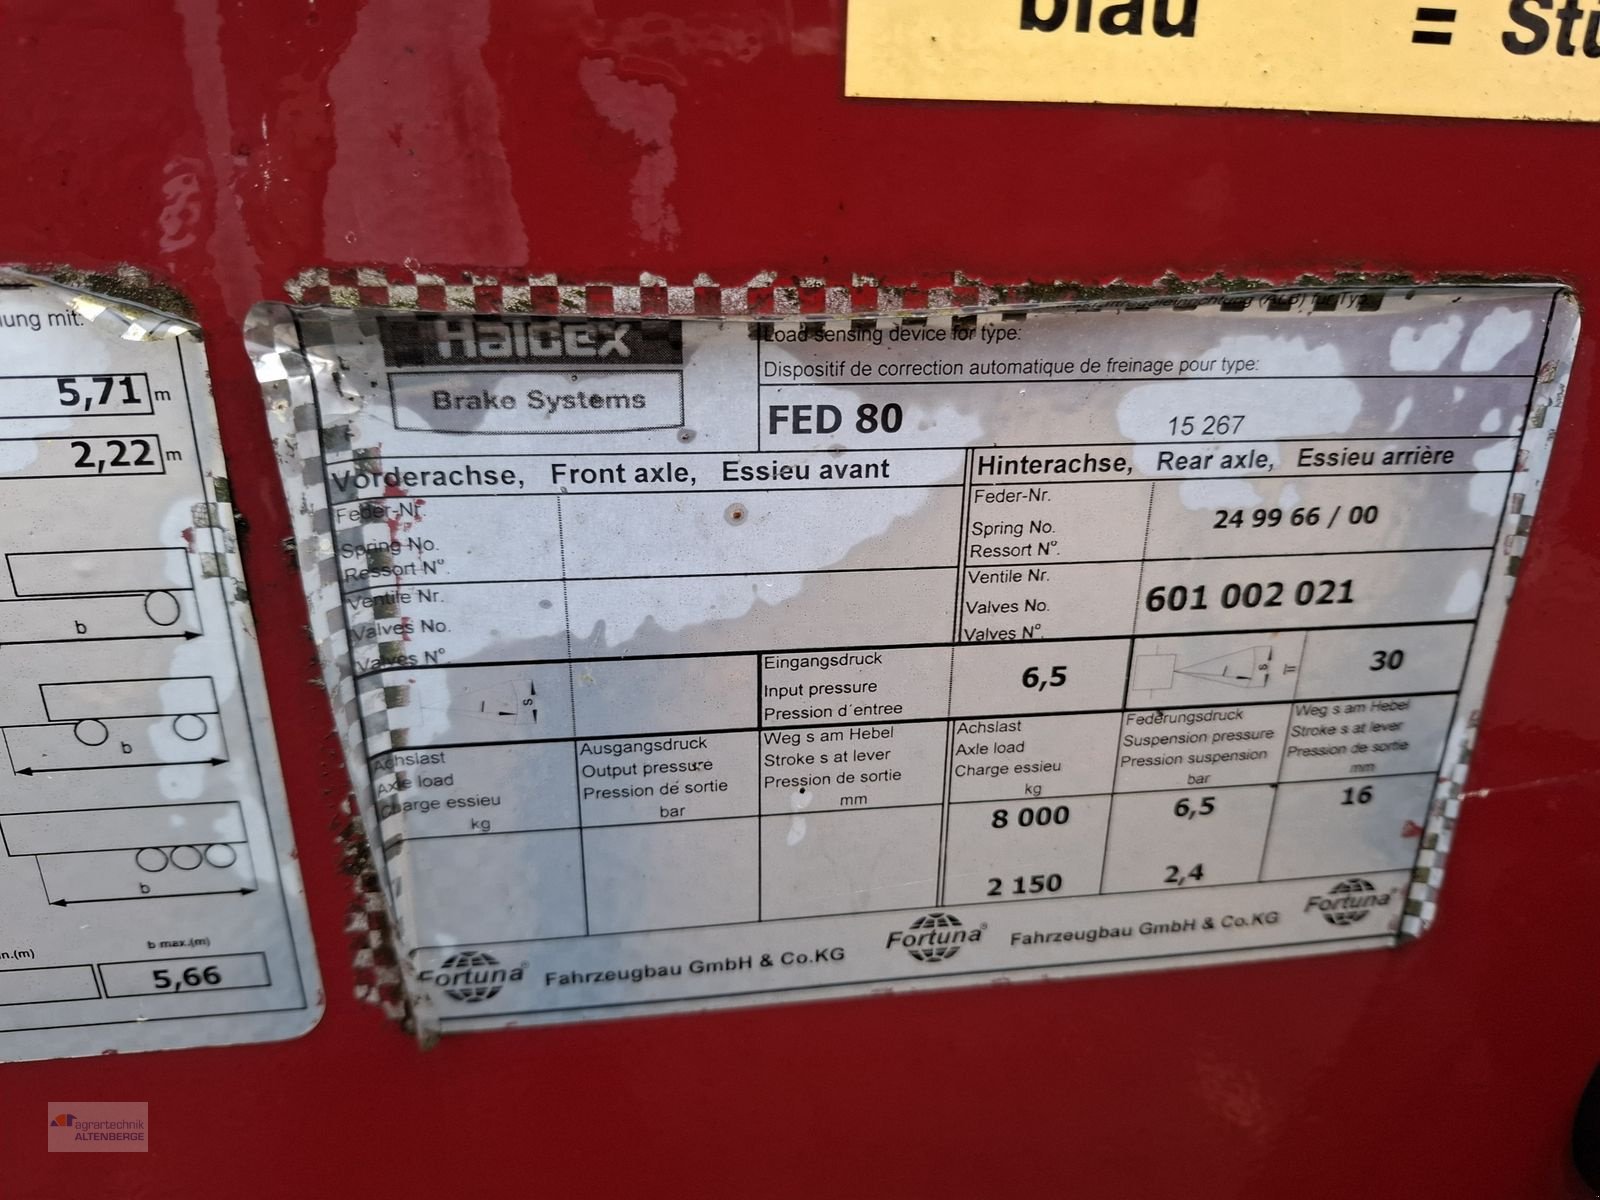 blau = Stü
ung mit:
5,71 m
2,22 m
b
b
b
n.(m) b max.(m)
5,66
Haldex
Brake Systems
(ALB) für Typ:
Load sensing device for type:
Dispositif de correction automatique de freinage pour type:
FED 80 15 267
Vorderachse, Front axle, Essieu avant
Hinterachse, Rear axle, Essieu arrière
Feder-Nr.
Spring No.
Ressort N°.
Feder-Nr.
Spring No.
Ressort N°.
24 99 66 / 00
Ventile Nr.
Valves No.
Valves N°.
Ventile Nr.
Valves No.
Valves N°.
601 002 021
l s
Eingangsdruck
Input pressure
Pression d´entree
6,5
l s
30
Achslast
Axle load
Charge essieu
kg
Ausgangsdruck
Output pressure
Pression de sortie
bar
Weg s am Hebel
Stroke s at lever
Pression de sortie
mm
Achslast
Axle load
Charge essieu
kg
Federungsdruck
Suspension pressure
Pression suspension
bar
Weg s am Hebel
Stroke s at lever
Pression de sortie
mm
8 000 6,5 16
2 150 2,4
Fortuna® Fahrzeugbau GmbH & Co.KG Fortuna® Fahrzeugbau GmbH & Co.KG Fortuna®
agrartechnik
ALTENBERGE